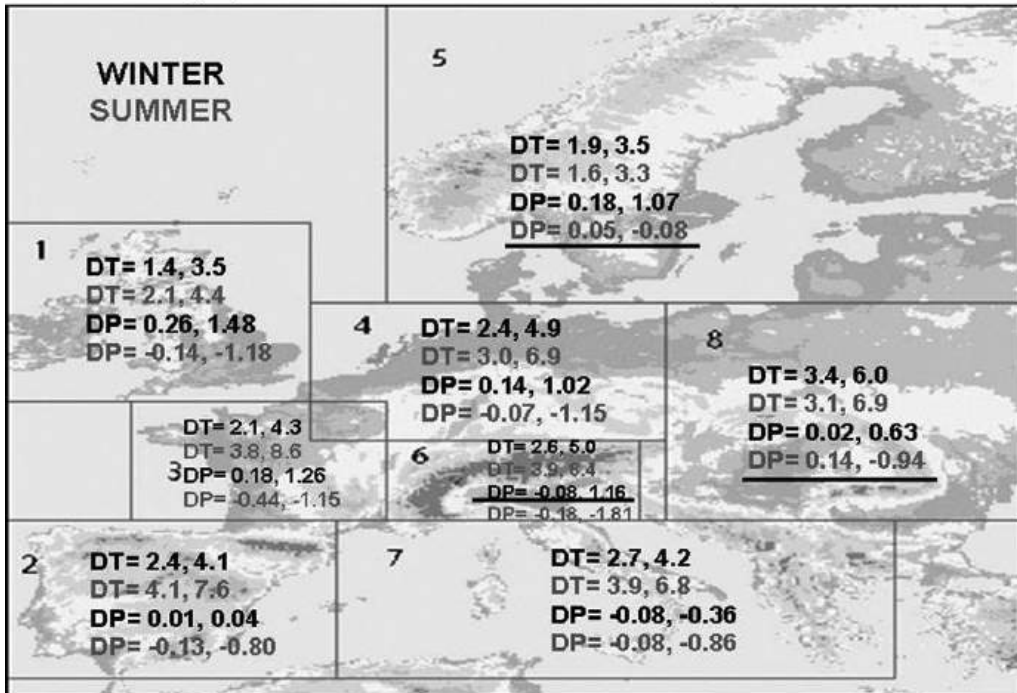 WINTER
SUMMER
5
DT= 1.9, 3.5
DT= 1.6, 3.3
DP= 0.18, 1.07
DP= 0.05, -0.08
1
DT= 1.4, 3.5
DT= 2.1, 4.4
DP= 0.26, 1.48
DP= -0.14, -1.18
4
DT= 2.4, 4.9
DT= 3.0, 6.9
DP= 0.14, 1.02
DP= -0.07, -1.15
8
DT= 3.4, 6.0
DT= 3.1, 6.9
DP= 0.02, 0.63
DP= 0.14, -0.94
3
DT= 2.1, 4.3
DT= 3.8, 8.6
DP= 0.18, 1.26
DP= -0.44, -1.15
6
DT= 2.6, 5.0
DT= 3.9, 6.4
DP= -0.08, 1.16
DP= -0.18, -1.81
2
DT= 2.4, 4.1
DT= 4.1, 7.6
DP= 0.01, 0.04
DP= -0.13, -0.80
7
DT= 2.7, 4.2
DT= 3.9, 6.8
DP= -0.08, -0.36
DP= -0.08, -0.86